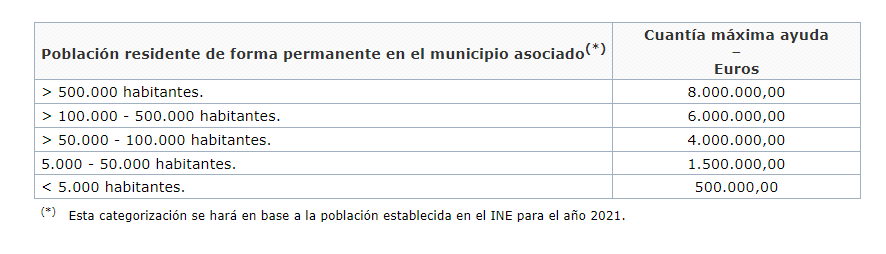 Población residente de forma permanente en el municipio asociado(*)
Cuantía máxima ayuda
–
Euros
> 500.000 habitantes. 8.000.000,00
> 100.000 - 500.000 habitantes. 6.000.000,00
> 50.000 - 100.000 habitantes. 4.000.000,00
5.000 - 50.000 habitantes. 1.500.000,00
< 5.000 habitantes. 500.000,00
(*) Esta categorización se hará en base a la población establecida en el INE para el año 2021.